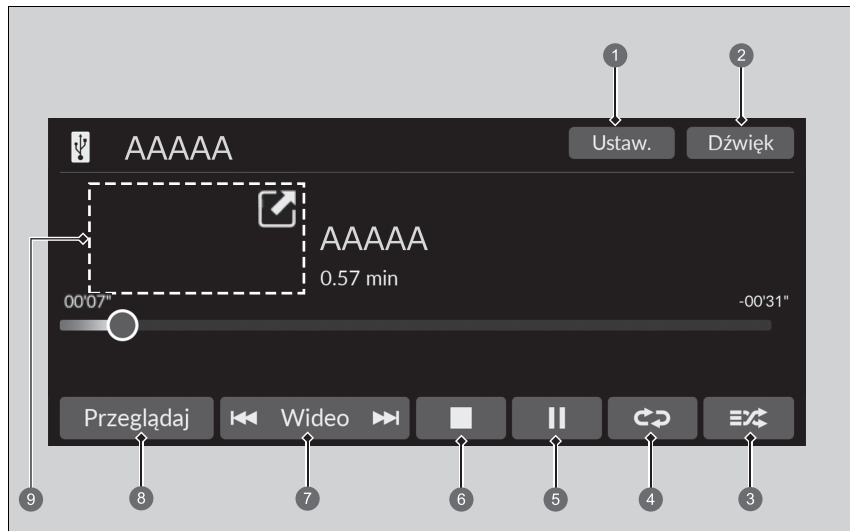 1 2
AAAAA Ustaw. Dźwięk
AAAAA
9
0.57 min
00'07" -00'31"
Przeglądaj Wideo
9 8 7 6 5 4 3